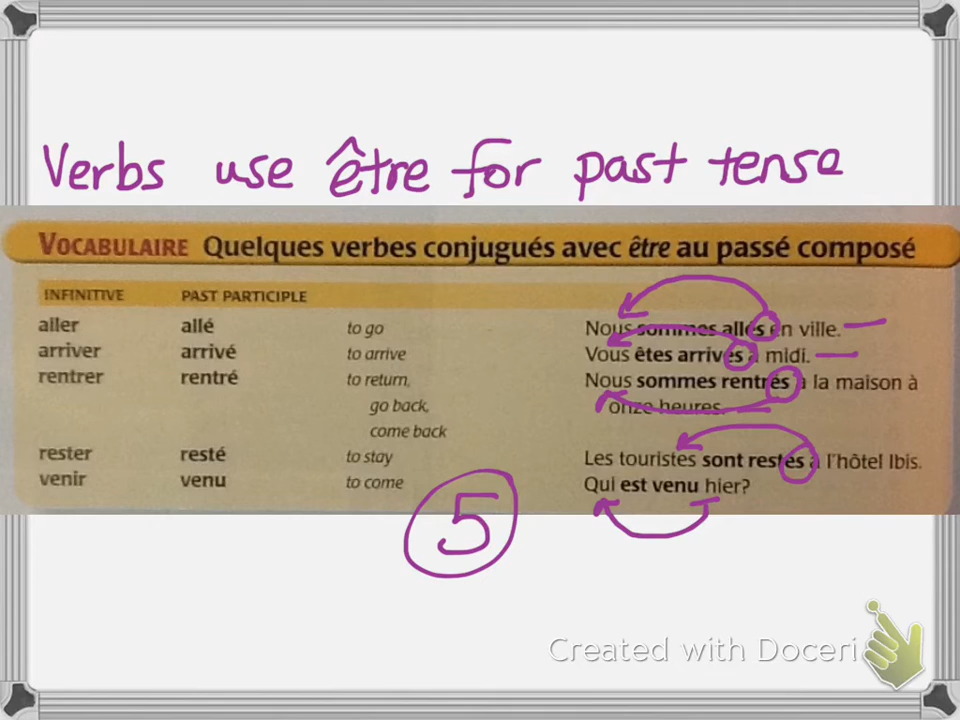 Verbs use être for past tense
VOCABULAIRE Quelques verbes conjugués avec être au passé composé
INFINITIVE PAST PARTICIPLE
aller allé to go Nous sommes allés en ville.
arriver arrivé to arrive Vous êtes arrivés à midi.
rentrer rentré to return, Nous sommes rentrés à la maison à
go back, onze heures.
come back
rester resté to stay Les touristes sont restés à l'hôtel Ibis.
venir venu to come Qui est venu hier?
5
Created with Doceri